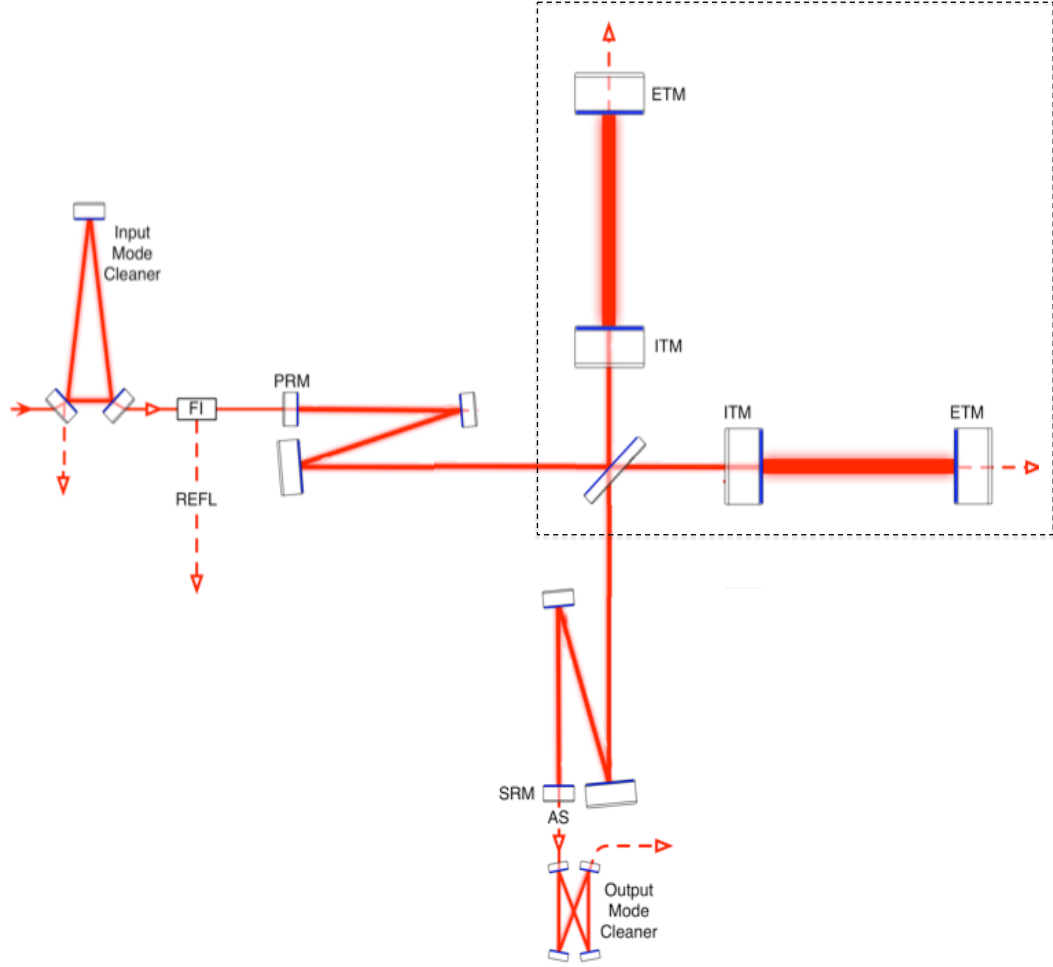 ETM
Input
Mode
Cleaner
ITM
PRM
FI
ITM
ETM
REFL
SRM
AS
Output
Mode
Cleaner